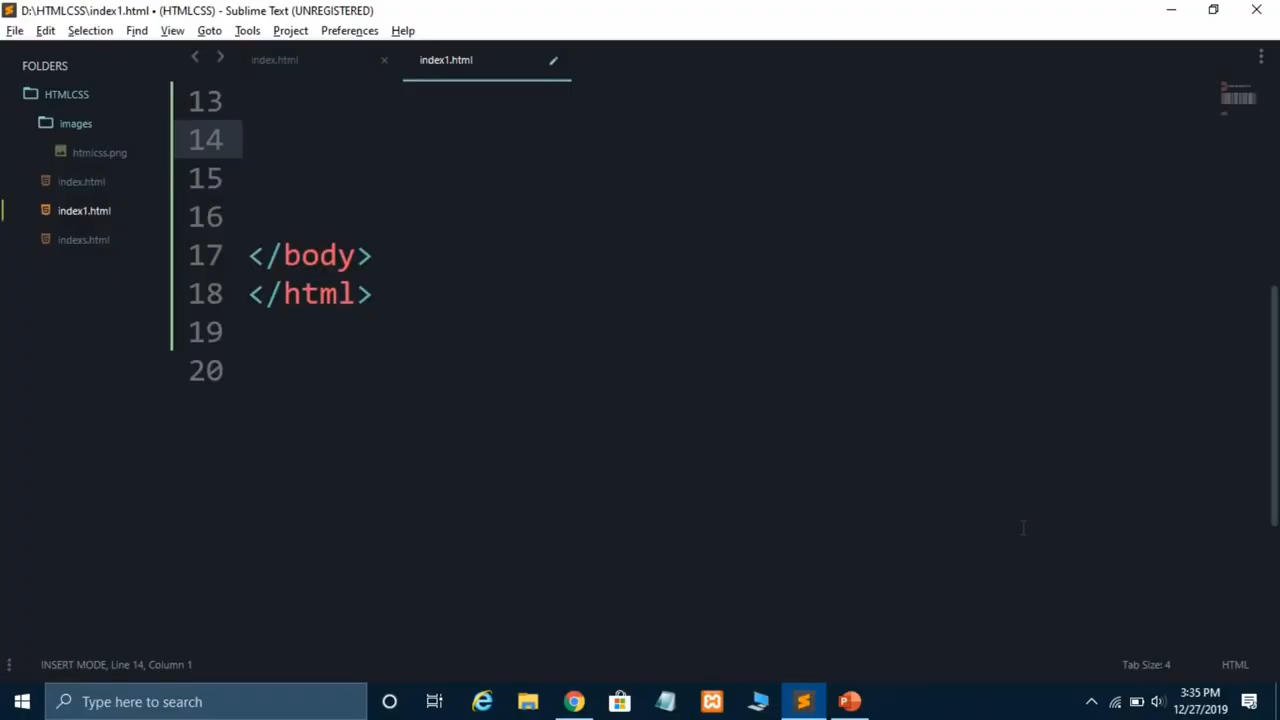 D:\HTMLCSS\index1.html • (HTMLCSS) - Sublime Text (UNREGISTERED)
File Edit Selection Find View Goto Tools Project Preferences Help
FOLDERS
HTMLCSS
images
htmlcss.png
index.html
index1.html
indexs.html
index.html
index1.html
13
14
15
16
17 </body>
18 </html>
19
20
INSERT MODE, Line 14, Column 1
Tab Size: 4
HTML
Type here to search
3:35 PM
12/27/2019